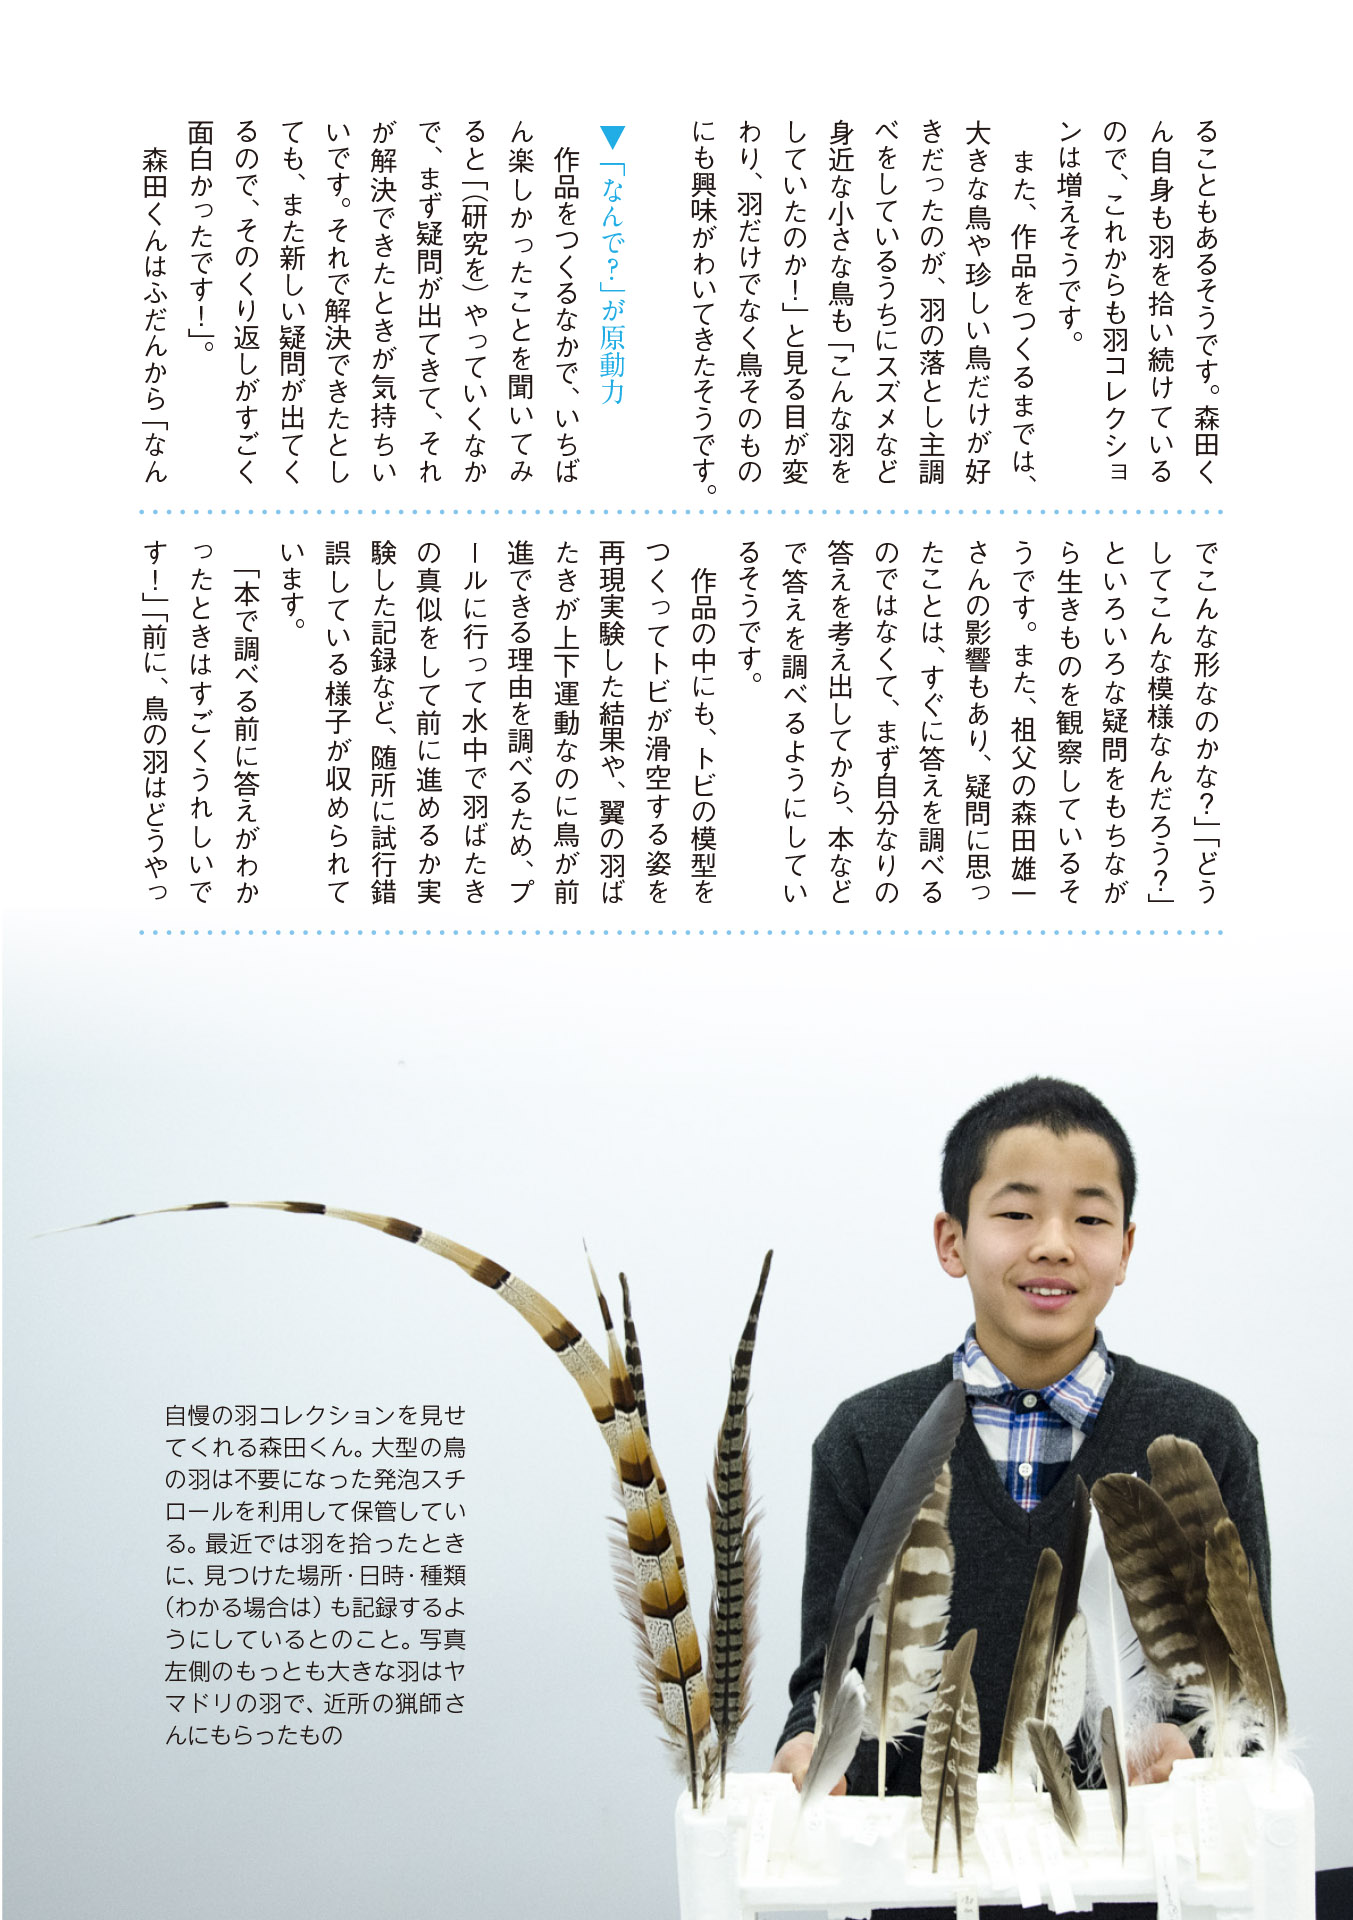 ることもあるそうです。森田く
ん自身も羽を拾い続けている
ので、これからも羽コレクショ
ンは増えそうです。
また、作品をつくるまでは、
大きな鳥や珍しい鳥だけが好
きだったのが、羽の落とし主調
べをしているうちにスズメなど
身近な小さな鳥も「こんな羽を
していたのか！」と見る目が変
わり、羽だけでなく鳥そのもの
にも興味がわいてきたそうです。
▼「なんで？」が原動力
作品をつくるなかで、いちば
ん楽しかったことを聞いてみ
ると「（研究を）やっていくなか
で、まず疑問が出てきて、それ
が解決できたときが気持ちい
いです。それで解決できたとし
ても、また新しい疑問が出てく
るので、そのくり返しがすごく
面白かったです！」。
森田くんはふだんから「なん
でこんな形なのかな？」「どう
してこんな模様なんだろう？」
といろいろな疑問をもちなが
ら生きものを観察しているそ
うです。また、祖父の森田雄一
さんの影響もあり、疑問に思っ
たことは、すぐに答えを調べる
のではなくて、まず自分なりの
答えを考え出してから、本など
で答えを調べるようにしてい
るそうです。
作品の中にも、トビの模型を
つくってトビが滑空する姿を
再現実験した結果や、翼の羽ば
たきが上下運動なのに鳥が前
進できる理由を調べるため、プ
ールに行って水中で羽ばたき
の真似をして前に進めるか実
験した記録など、随所に試行錯
誤している様子が収められて
います。
「本で調べる前に答えがわか
ったときはすごくうれしいで
す！」「前に、鳥の羽はどうやっ
自慢の羽コレクションを見せ
てくれる森田くん。大型の鳥
の羽は不要になった発泡スチ
ロールを利用して保管してい
る。最近では羽を拾ったとき
に、見つけた場所・日時・種類
（わかる場合は）も記録するよ
うにしているとのこと。写真
左側のもっとも大きな羽はヤ
マドリの羽で、近所の猟師さ
んにもらったもの